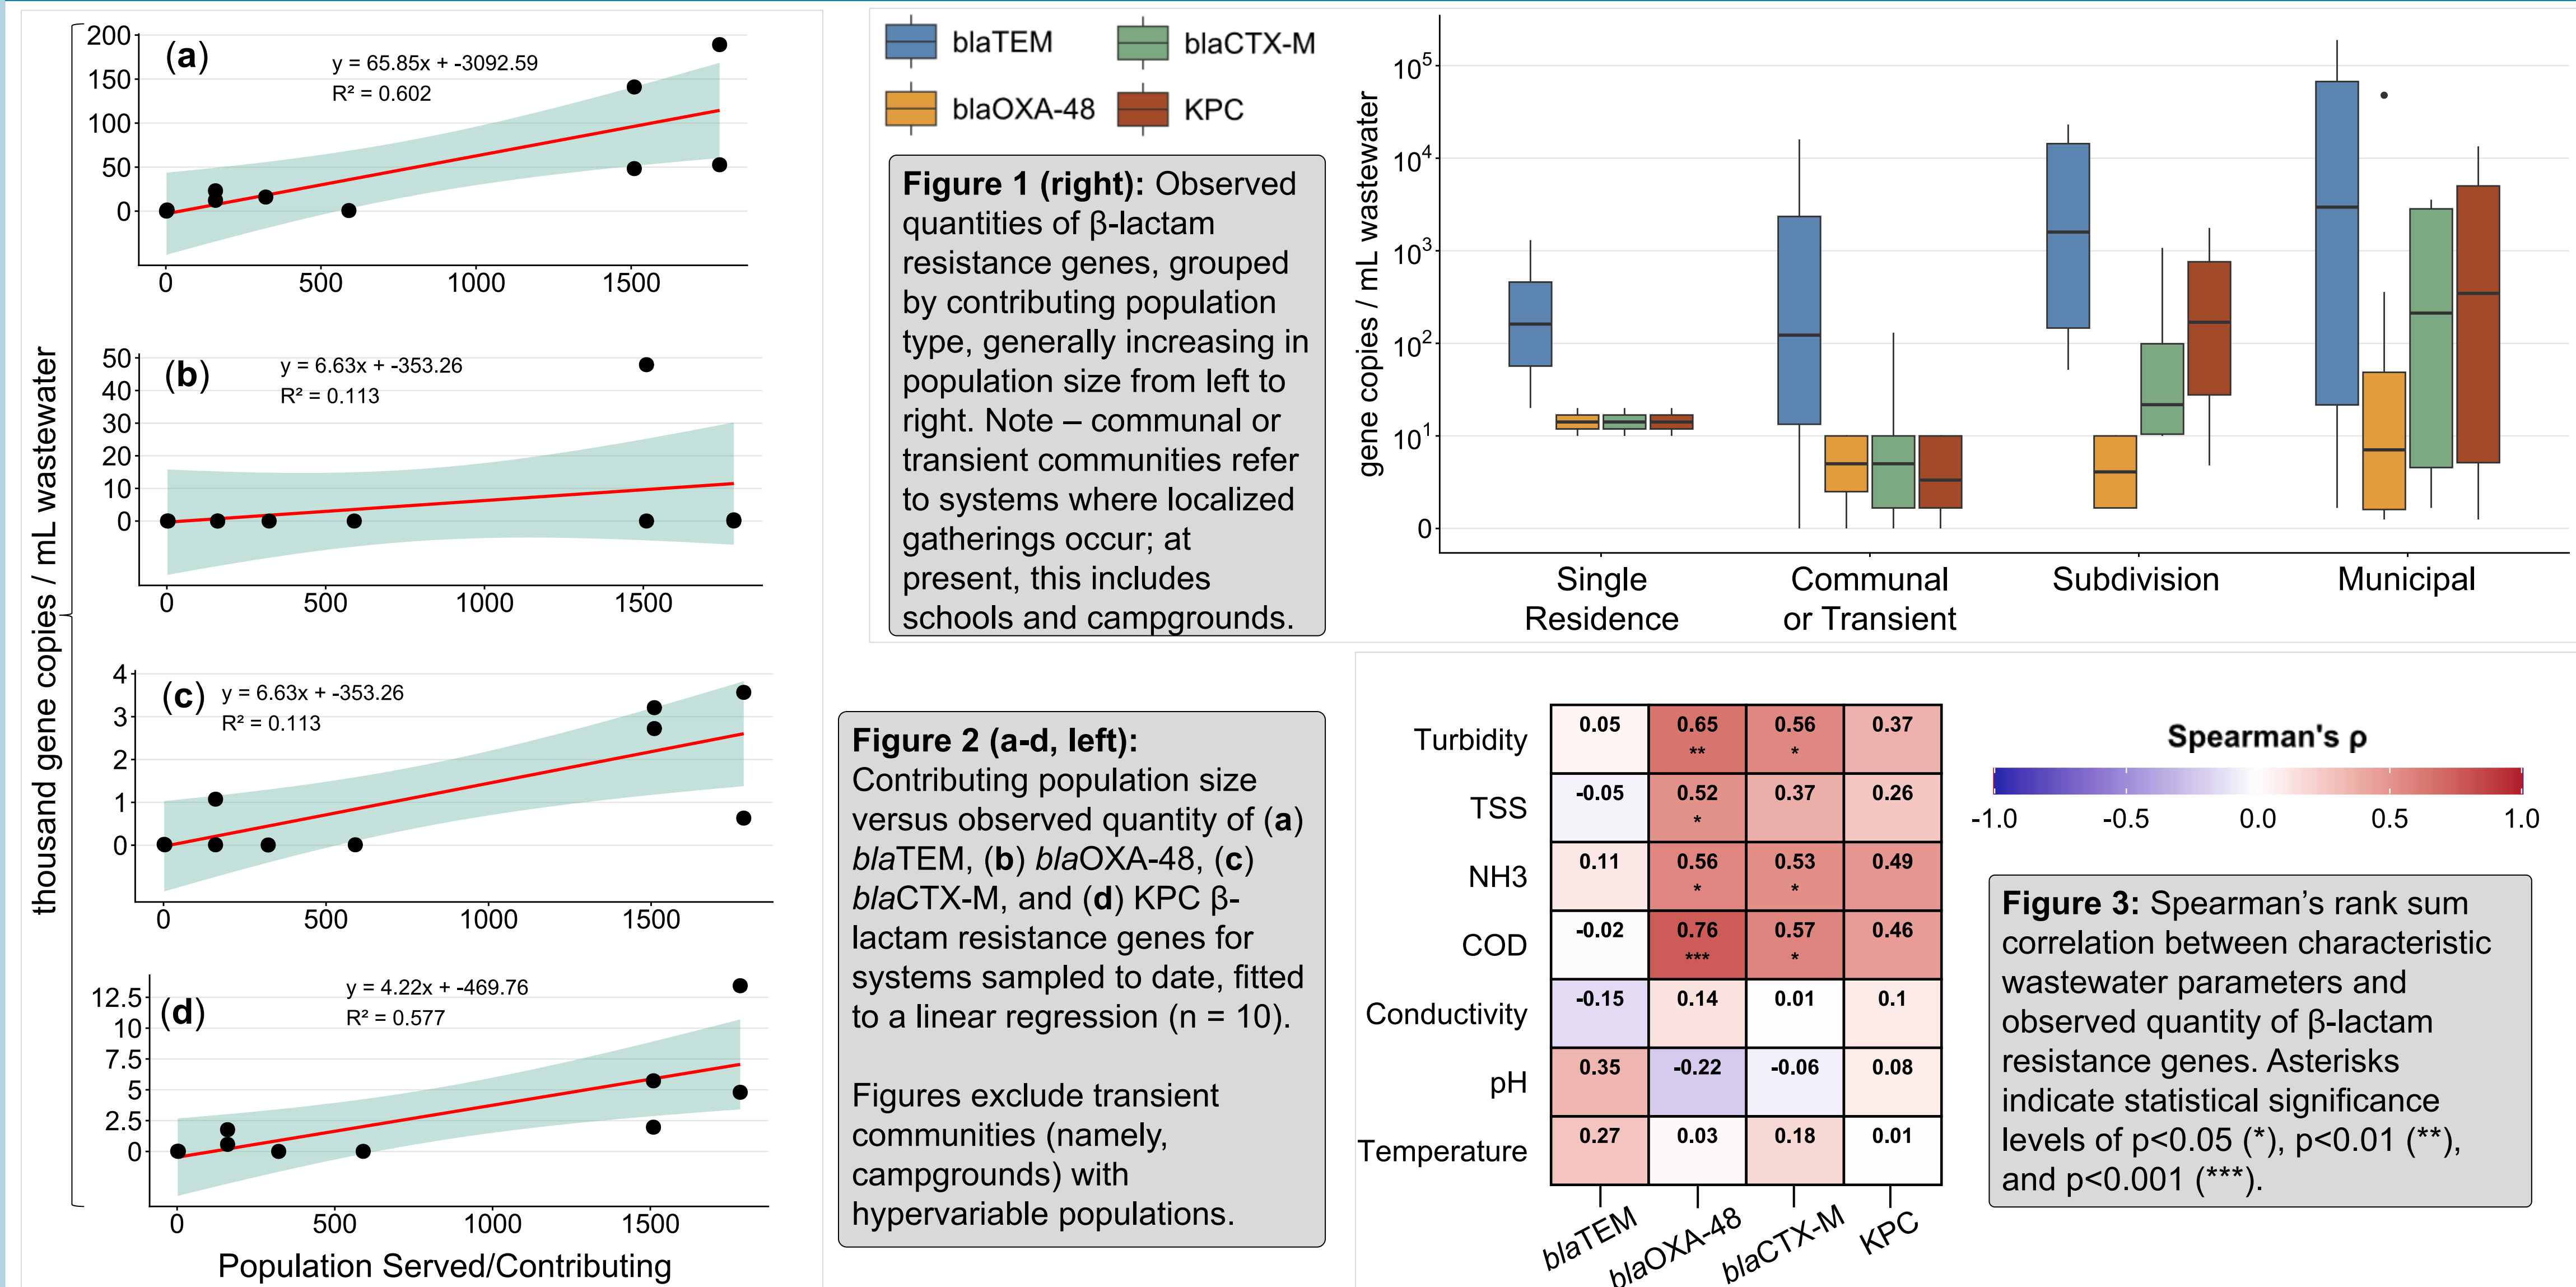 thousand gene copies / mL wastewater
(a)
y = 65.85x + -3092.59
R² = 0.602
200
150
100
50
0
0 500 1000 1500
(b)
y = 6.63x + -353.26
R² = 0.113
50
40
30
20
10
0
0 500 1000 1500
(c)
y = 6.63x + -353.26
R² = 0.113
4
3
2
1
0
0 500 1000 1500
(d)
y = 4.22x + -469.76
R² = 0.577
12.5
10
7.5
5
2.5
0
0 500 1000 1500
Population Served/Contributing
blaTEM blaCTX-M
blaOXA-48 KPC
Figure 1 (right): Observed
quantities of β-lactam
resistance genes, grouped
by contributing population
type, generally increasing in
population size from left to
right. Note – communal or
transient communities refer
to systems where localized
gatherings occur; at
present, this includes
schools and campgrounds.
gene copies / mL wastewater
10⁵
10⁴
10³
10²
10¹
0
Single
Residence
Communal
or Transient
Subdivision
Municipal
Figure 2 (a-d, left):
Contributing population size
versus observed quantity of (a)
blaTEM, (b) blaOXA-48, (c)
blaCTX-M, and (d) KPC β-
lactam resistance genes for
systems sampled to date, fitted
to a linear regression (n = 10).
Figures exclude transient
communities (namely,
campgrounds) with
hypervariable populations.
Turbidity 0.05 0.65 0.56 0.37
** *
TSS -0.05 0.52 0.37 0.26
*
NH3 0.11 0.56 0.53 0.49
* *
COD -0.02 0.76 0.57 0.46
*** *
Conductivity -0.15 0.14 0.01 0.1
pH 0.35 -0.22 -0.06 0.08
Temperature 0.27 0.03 0.18 0.01
blaTEM blaOXA-48 blaCTX-M KPC
Spearman's ρ
-1.0 -0.5 0.0 0.5 1.0
Figure 3: Spearman’s rank sum
correlation between characteristic
wastewater parameters and
observed quantity of β-lactam
resistance genes. Asterisks
indicate statistical significance
levels of p<0.05 (*), p<0.01 (**),
and p<0.001 (***).